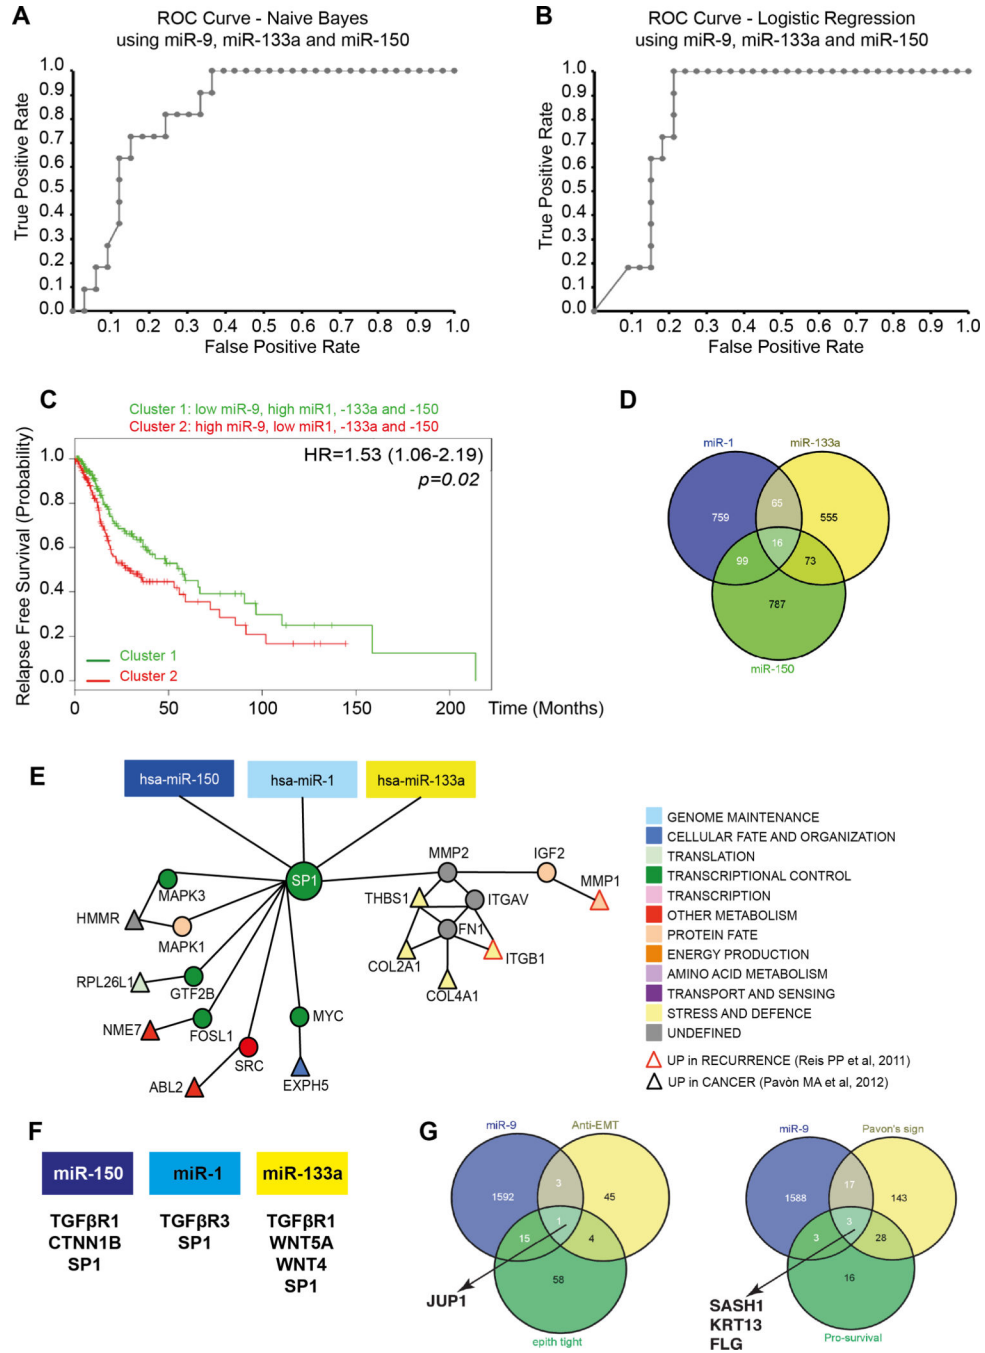 A
ROC Curve - Naive Bayes
using miR-9, miR-133a and miR-150
True Positive Rate
1.0
0.9
0.8
0.7
0.6
0.5
0.4
0.3
0.2
0.1
0.0
0.1 0.2 0.3 0.4 0.5 0.6 0.7 0.8 0.9 1.0
False Positive Rate
B
ROC Curve - Logistic Regression
using miR-9, miR-133a and miR-150
True Positive Rate
1.0
0.9
0.8
0.7
0.6
0.5
0.4
0.3
0.2
0.1
0.0
0.1 0.2 0.3 0.4 0.5 0.6 0.7 0.8 0.9 1.0
False Positive Rate
C
Cluster 1: low miR-9, high miR1, -133a and -150
Cluster 2: high miR-9, low miR1, -133a and -150
HR=1.53 (1.06-2.19)
p=0.02
Relapse Free Survival (Probability)
1.0
0.8
0.6
0.4
0.2
0.0
Cluster 1
Cluster 2
0 50 100 150 200
Time (Months)
D
miR-1
miR-133a
65
759
555
16
99
73
787
miR-150
E
hsa-miR-150
hsa-miR-1
hsa-miR-133a
SP1
MAPK3
HMMR
MAPK1
RPL26L1
GTF2B
NME7
FOSL1
MYC
SRC
ABL2
EXPH5
MMP2
IGF2
THBS1
MMP1
ITGAV
FN1
COL2A1
ITGB1
COL4A1
GENOME MAINTENANCE
CELLULAR FATE AND ORGANIZATION
TRANSLATION
TRANSCRIPTIONAL CONTROL
TRANSCRIPTION
OTHER METABOLISM
PROTEIN FATE
ENERGY PRODUCTION
AMINO ACID METABOLISM
TRANSPORT AND SENSING
STRESS AND DEFENCE
UNDEFINED
UP in RECURRENCE (Reis PP et al, 2011)
UP in CANCER (Pavòn MA et al, 2012)
F
miR-150
TGFβR1
CTNN1B
SP1
miR-1
TGFβR3
SP1
miR-133a
TGFβR1
WNT5A
WNT4
SP1
G
miR-9
Anti-EMT
3
1592
45
1
15
4
58
JUP1
epith tight
miR-9
Pavon's sign
17
1588
143
3
3
28
16
SASH1
KRT13
FLG
Pro-survival